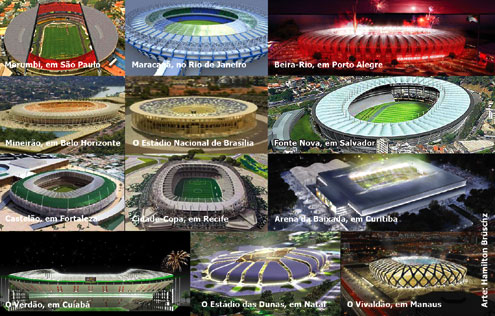 Morumbi, em São Paulo
Maracanã, no Rio de Janeiro
Beira-Rio, em Porto Alegre
Mineirão, em Belo Horizonte
O Estádio Nacional de Brasília
Fonte Nova, em Salvador
Castelão, em Fortaleza
Cidade-Copa, em Recife
Arena da Baixada, em Curitiba
O Verdão, em Cuiabá
O Estádio das Dunas, em Natal
O Vivaldão, em Manaus
Arte: Hamilton Brüschz